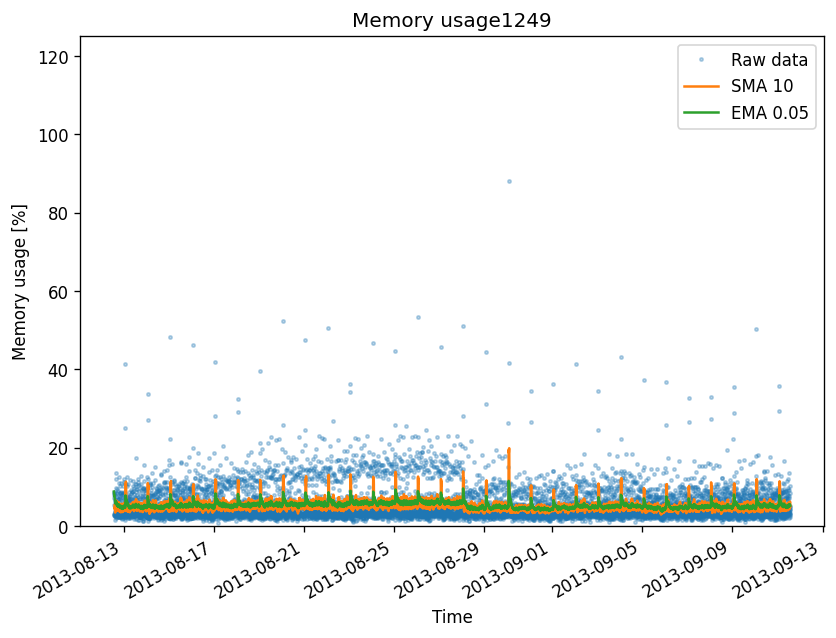 Memory usage1249
Raw data
SMA 10
EMA 0.05
Memory usage [%]
120
100
80
60
40
20
0
2013-08-13
2013-08-17
2013-08-21
2013-08-25
2013-08-29
2013-09-01
2013-09-05
2013-09-09
2013-09-13
Time